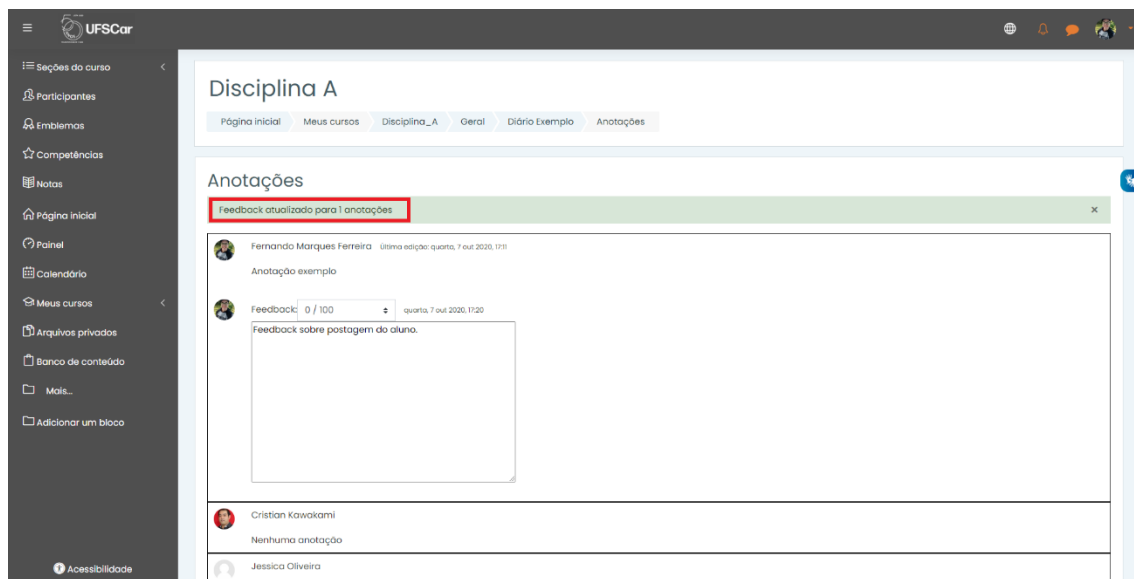 UFSCar
Seções do curso
Participantes
Emblemas
Competências
Notas
Página inicial
Painel
Calendário
Meus cursos
Arquivos privados
Banco de conteúdo
Mais...
Adicionar um bloco
Acessibilidade
Disciplina A
Página inicial Meus cursos Disciplina_A Geral Diário Exemplo Anotações
Anotações
Feedback atualizado para 1 anotações ×
Fernando Marques Ferreira Última edição: quarta, 7 out 2020, 17:11
Anotação exemplo
Feedback: 0 / 100 quarta, 7 out 2020, 17:20
Feedback sobre postagem do aluno.
Cristian Kawakami
Nenhuma anotação
Jessica Oliveira